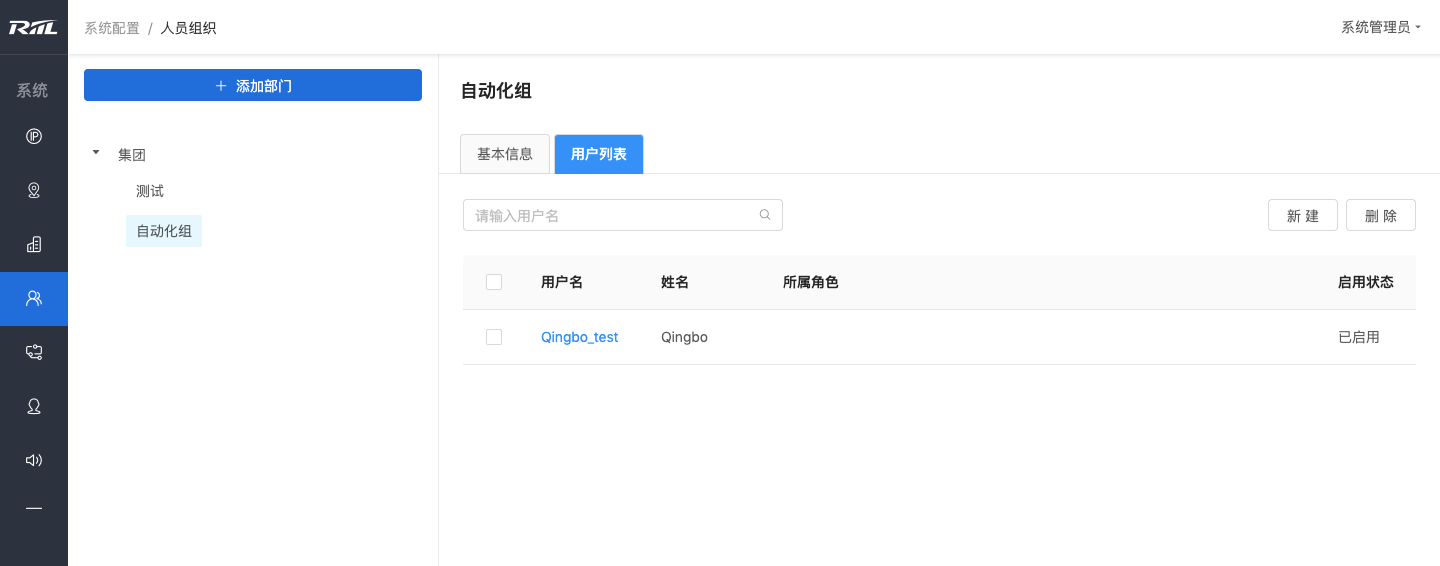 RIIL
系统配置 / 人员组织
系统管理员
系统
添加部门
集团
测试
自动化组
自动化组
基本信息 用户列表
请输入用户名
新 建 删 除
用户名 姓名 所属角色 启用状态
Qingbo_test Qingbo 已启用